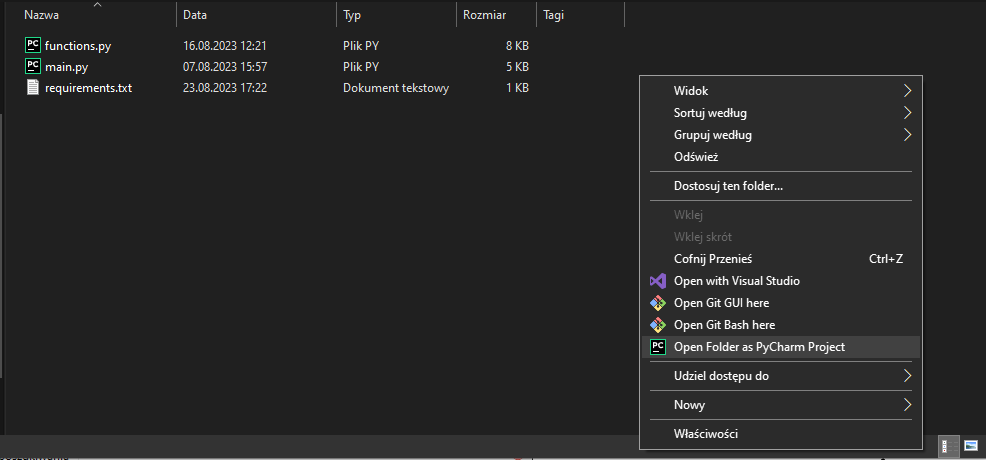 Nazwa Data Typ Rozmiar Tagi
functions.py 16.08.2023 12:21 Plik PY 8 KB
main.py 07.08.2023 15:57 Plik PY 5 KB
requirements.txt 23.08.2023 17:22 Dokument tekstowy 1 KB
Widok
Sortuj według
Grupuj według
Odśwież
Dostosuj ten folder...
Wklej
Wklej skrót
Cofnij Przenieś Ctrl+Z
Open with Visual Studio
Open Git GUI here
Open Git Bash here
PC Open Folder as PyCharm Project
Udziel dostępu do
Nowy
Właściwości